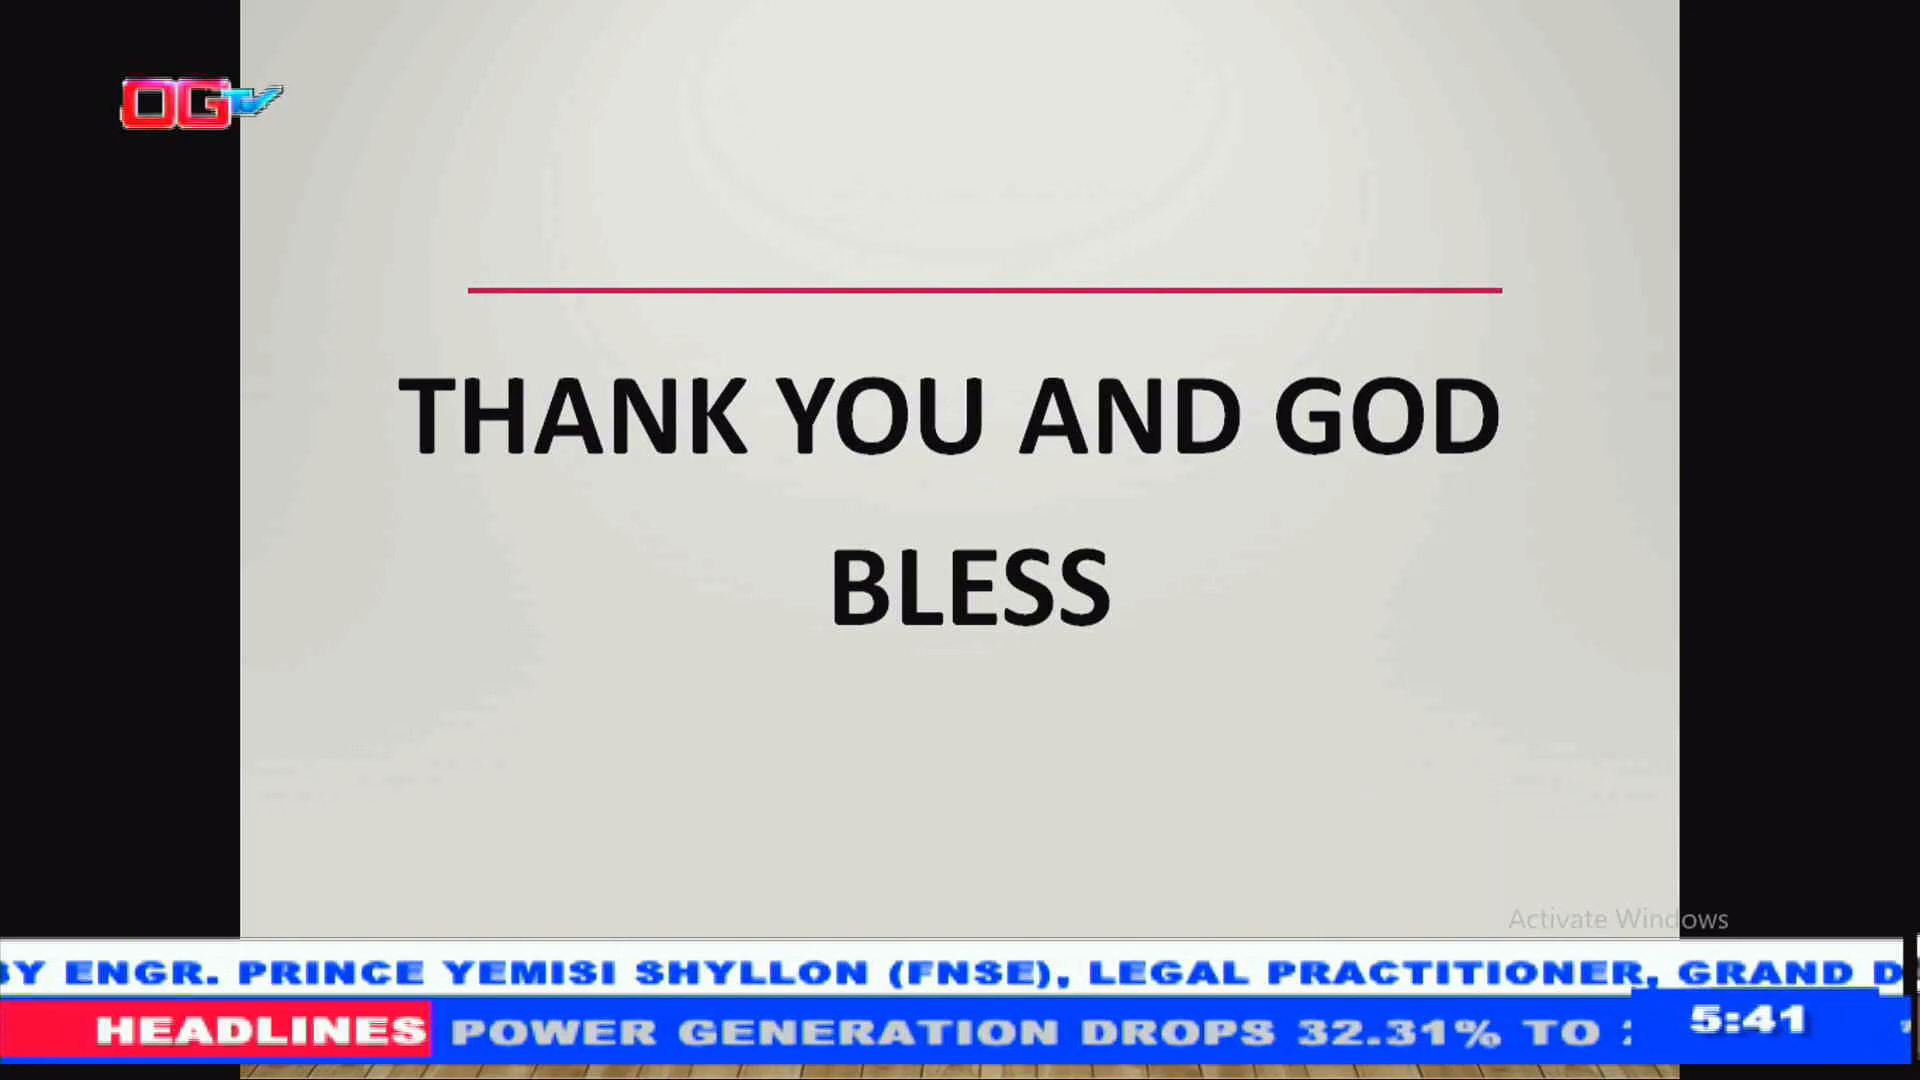 OGTV
THANK YOU AND GOD
BLESS
Activate Windows
BY ENGR. PRINCE YEMISI SHYLLON (FNSE), LEGAL PRACTITIONER, GRAND
HEADLINES POWER GENERATION DROPS 32.31% TO
5:41